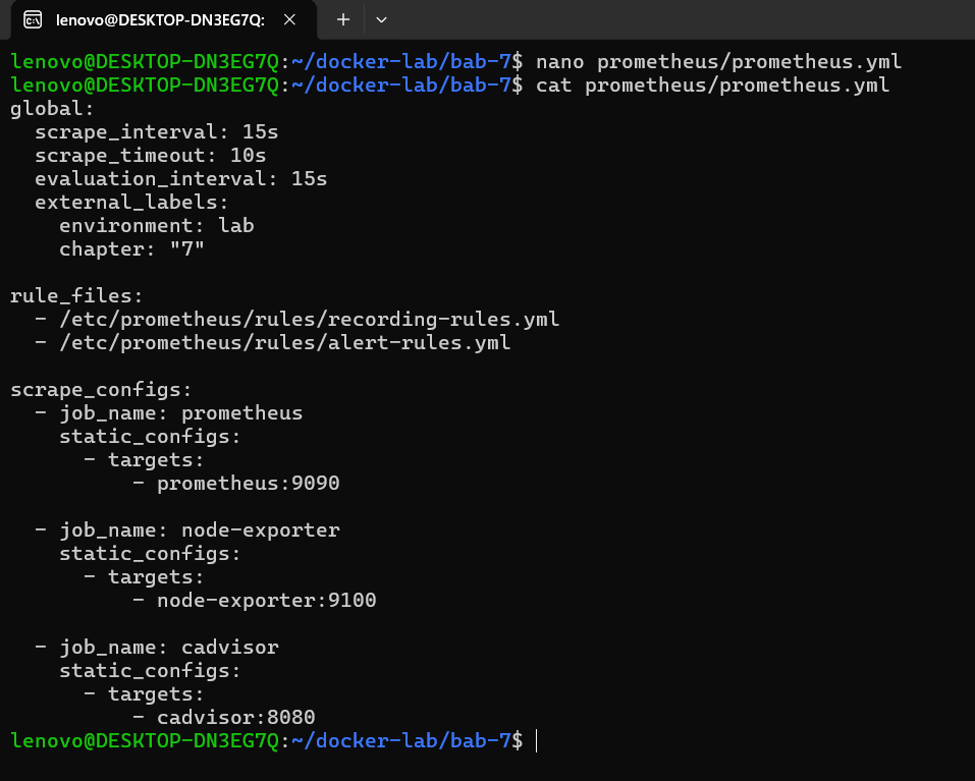 lenovo@DESKTOP-DN3EG7Q:
lenovo@DESKTOP-DN3EG7Q:~/docker-lab/bab-7$ nano prometheus/prometheus.yml
lenovo@DESKTOP-DN3EG7Q:~/docker-lab/bab-7$ cat prometheus/prometheus.yml
global:
  scrape_interval: 15s
  scrape_timeout: 10s
  evaluation_interval: 15s
  external_labels:
    environment: lab
    chapter: "7"

rule_files:
  - /etc/prometheus/rules/recording-rules.yml
  - /etc/prometheus/rules/alert-rules.yml

scrape_configs:
  - job_name: prometheus
    static_configs:
      - targets:
          - prometheus:9090

  - job_name: node-exporter
    static_configs:
      - targets:
          - node-exporter:9100

  - job_name: cadvisor
    static_configs:
      - targets:
          - cadvisor:8080
lenovo@DESKTOP-DN3EG7Q:~/docker-lab/bab-7$